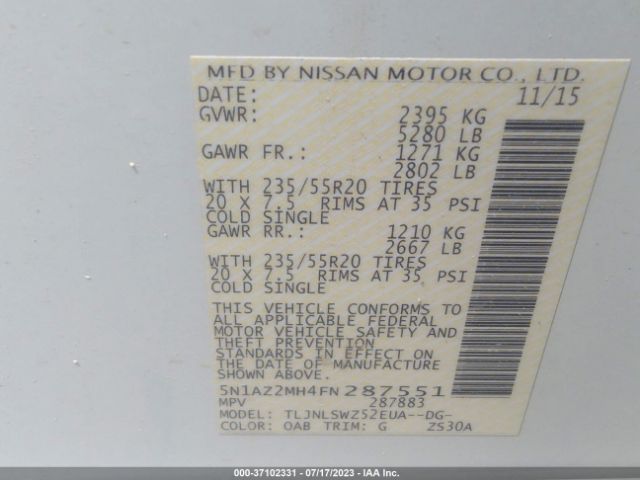 MFD BY NISSAN MOTOR CO., LTD.
DATE: 11/15
GVWR: 2395 KG
5280 LB
GAWR FR.: 1271 KG
2802 LB
WITH 235/55R20 TIRES
20 X 7.5 RIMS AT 35 PSI
COLD SINGLE
GAWR RR.: 1210 KG
2667 LB
WITH 235/55R20 TIRES
20 X 7.5 RIMS AT 35 PSI
COLD SINGLE
THIS VEHICLE CONFORMS TO
ALL APPLICABLE FEDERAL
MOTOR VEHICLE SAFETY AND
THEFT PREVENTION
STANDARDS IN EFFECT ON
THE DATE OF MANUFACTURE
SHOWN ABOVE.
5N1AZ2MH4FN287551
MPV 287883
MODEL: TLJNLSWZ52EUA--DG-
COLOR: QAB TRIM: G ZS30A
000-37102331 - 07/17/2023 - IAA Inc.